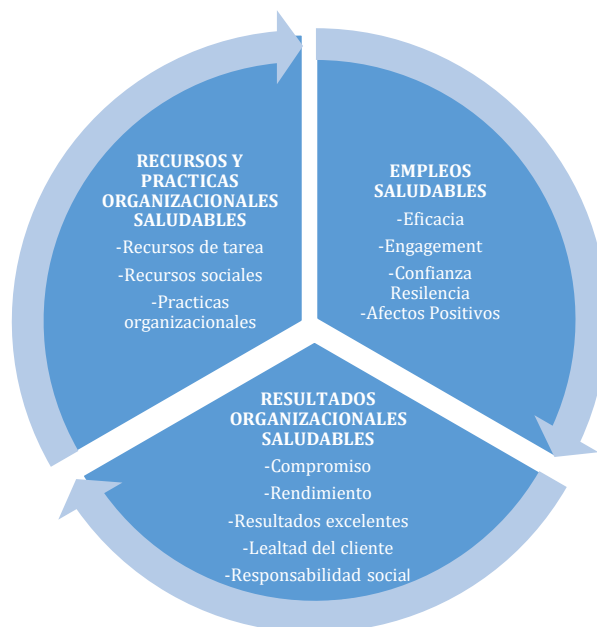 RECURSOS Y
PRACTICAS
ORGANIZACIONALES
SALUDABLES
-Recursos de tarea
-Recursos sociales
-Practicas
organizacionales
EMPLEOS
SALUDABLES
-Eficacia
-Engagement
-Confianza
Resilencia
-Afectos Positivos
RESULTADOS
ORGANIZACIONALES
SALUDABLES
-Compromiso
-Rendimiento
-Resultados excelentes
-Lealtad del cliente
-Responsabilidad social